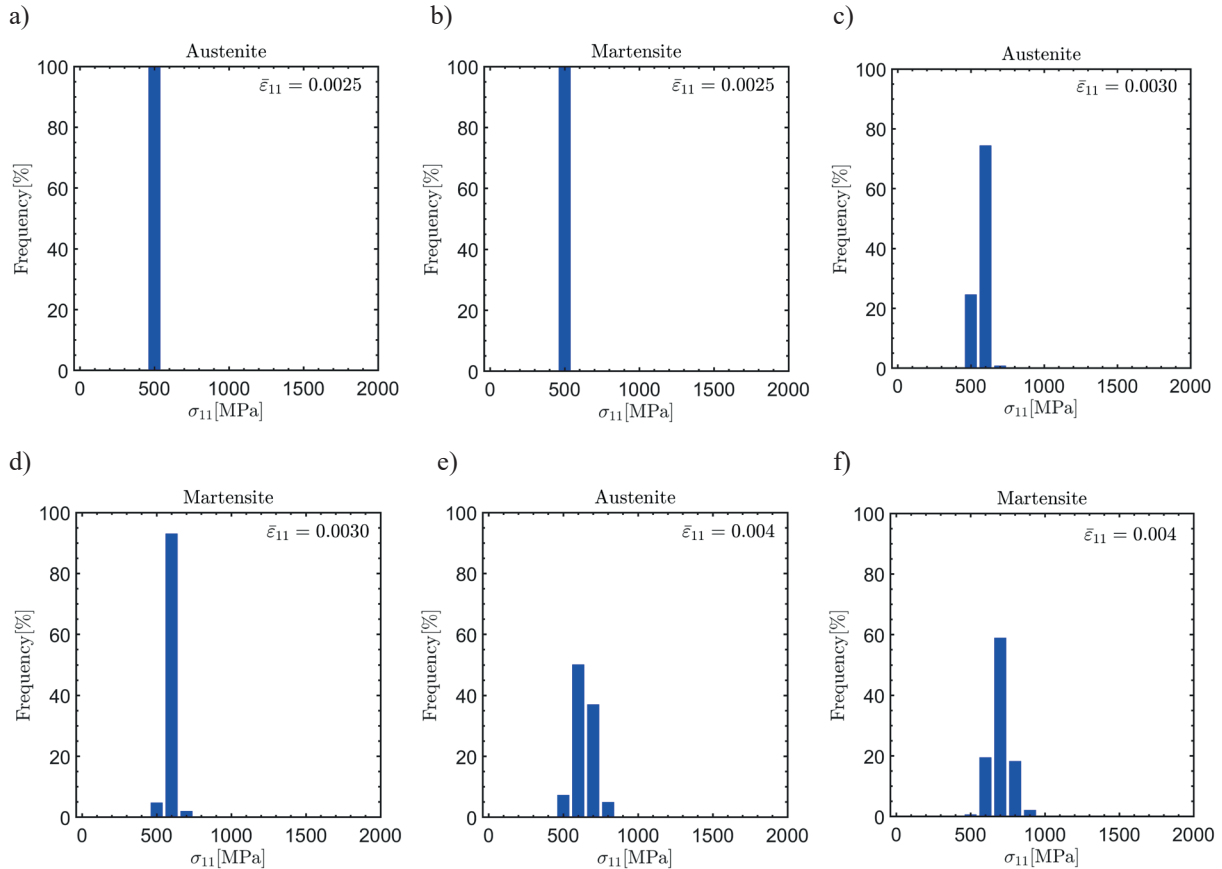 a)
Austenite
ε̄₁₁ = 0.0025
Frequency[%]
100
80
60
40
20
0
0 500 1000 1500 2000
σ₁₁[MPa]
b)
Martensite
ε̄₁₁ = 0.0025
Frequency[%]
100
80
60
40
20
0
0 500 1000 1500 2000
σ₁₁[MPa]
c)
Austenite
ε̄₁₁ = 0.0030
Frequency[%]
100
80
60
40
20
0
0 500 1000 1500 2000
σ₁₁[MPa]
d)
Martensite
ε̄₁₁ = 0.0030
Frequency[%]
100
80
60
40
20
0
0 500 1000 1500 2000
σ₁₁[MPa]
e)
Austenite
ε̄₁₁ = 0.004
Frequency[%]
100
80
60
40
20
0
0 500 1000 1500 2000
σ₁₁[MPa]
f)
Martensite
ε̄₁₁ = 0.004
Frequency[%]
100
80
60
40
20
0
0 500 1000 1500 2000
σ₁₁[MPa]